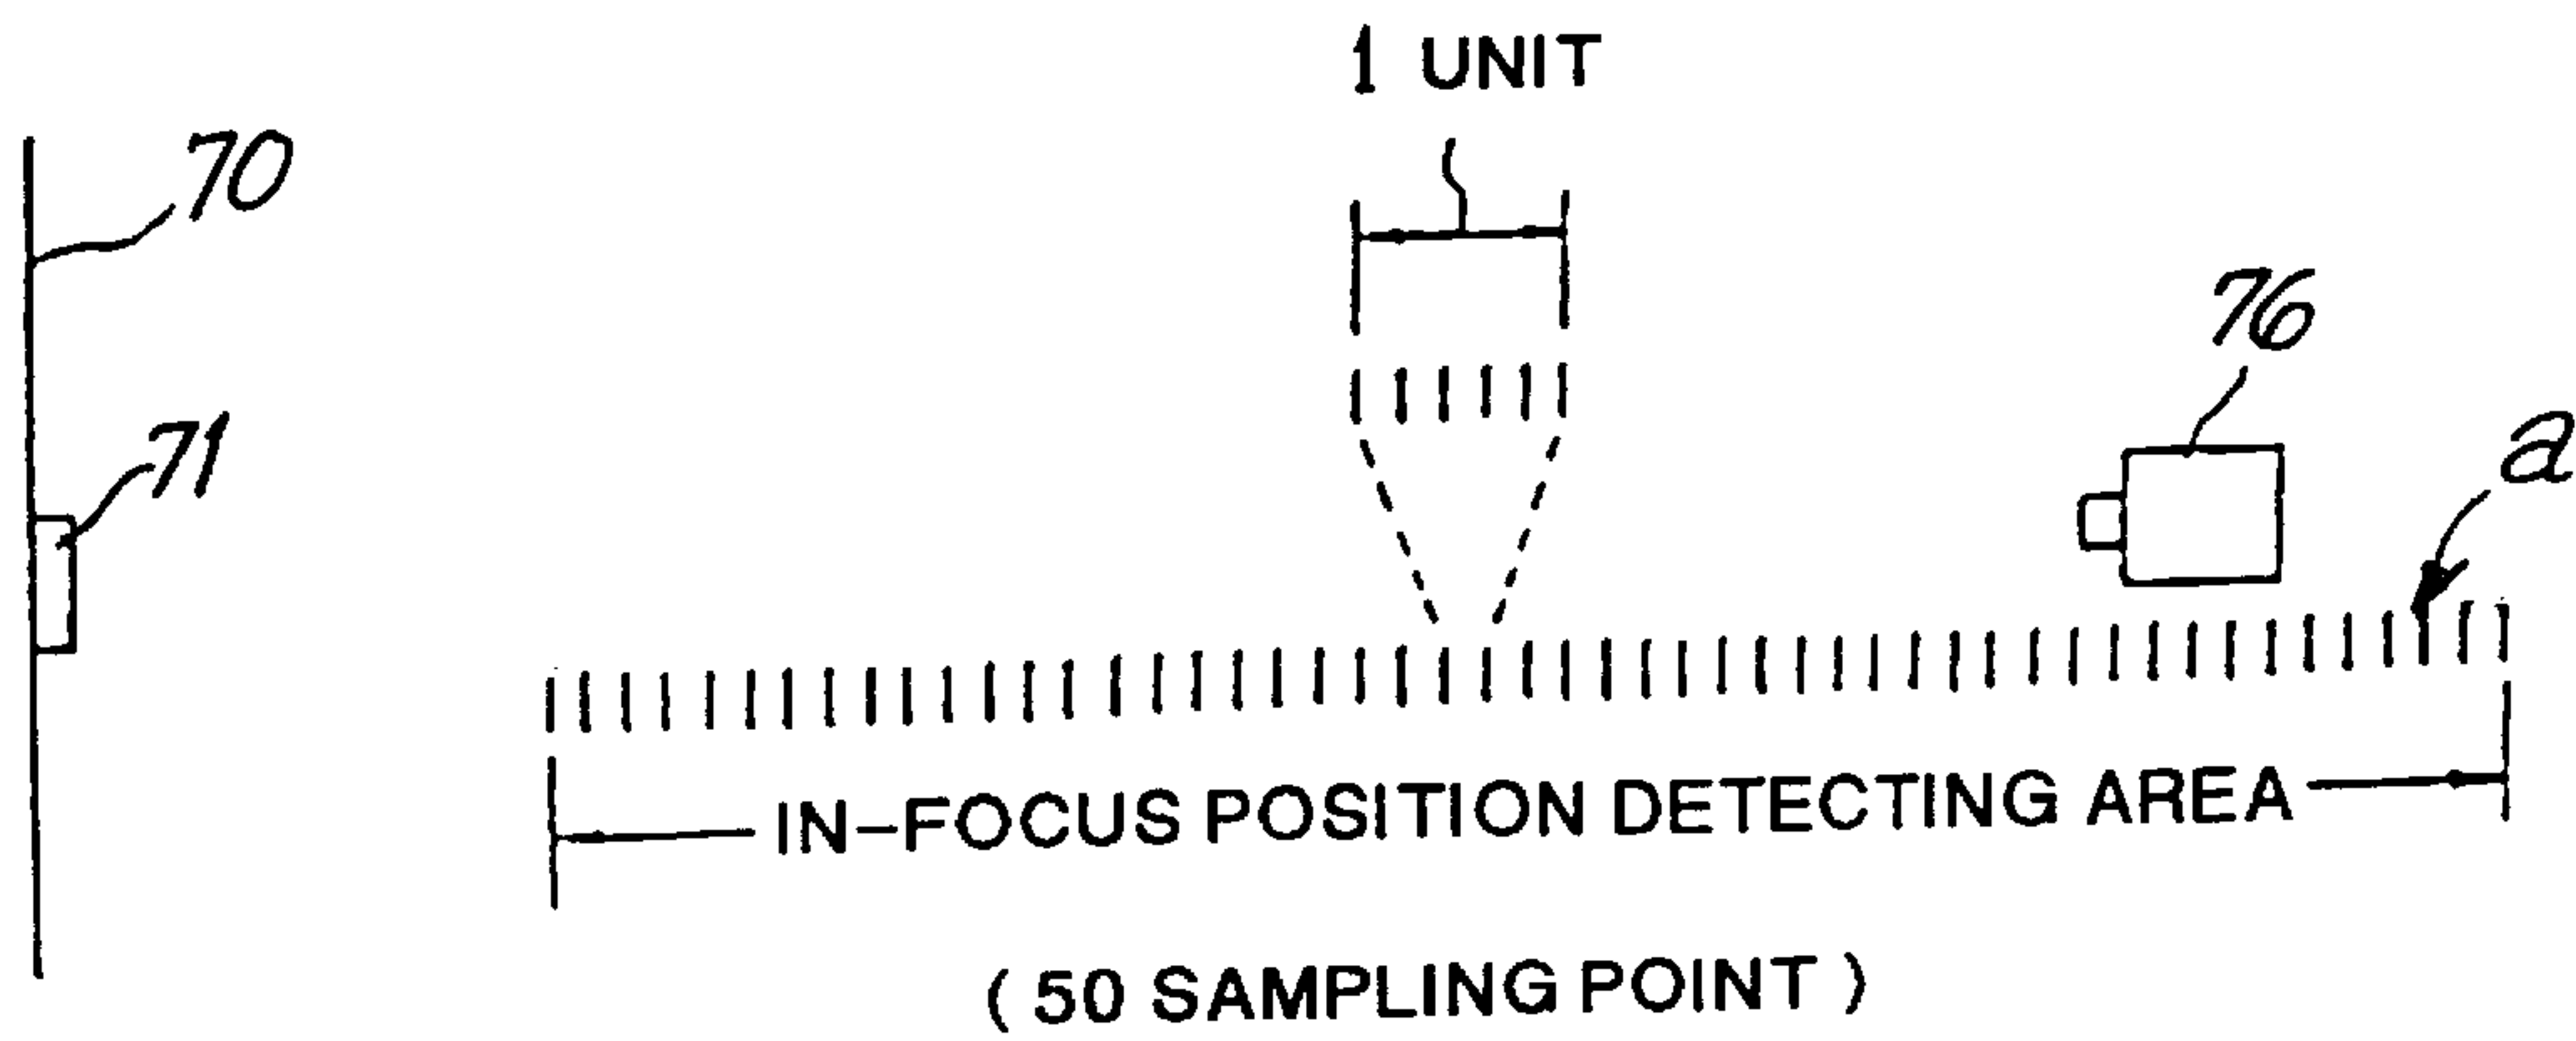 1 UNIT
70
76
71
a
IN-FOCUS POSITION DETECTING AREA
( 50 SAMPLING POINT )